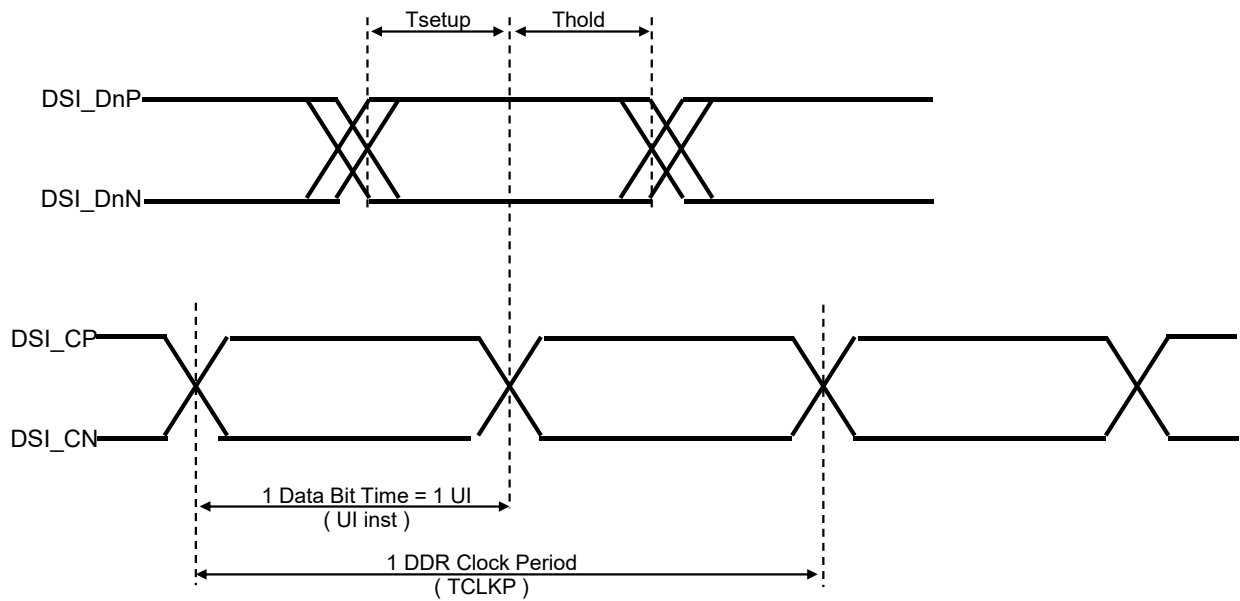 Tsetup
Thold
DSI_DnP
DSI_DnN
DSI_CP
DSI_CN
1 Data Bit Time = 1 UI
( UI inst )
1 DDR Clock Period
( TCLKP )